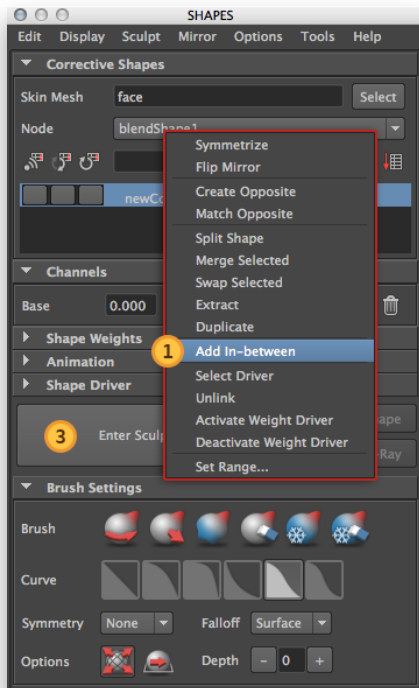 SHAPES
Edit Display Sculpt Mirror Options Tools Help
Corrective Shapes
Skin Mesh face Select
Node blendShape1
newCo
Symmetrize
Flip Mirror
Create Opposite
Match Opposite
Split Shape
Merge Selected
Swap Selected
Extract
Duplicate
1 Add In-between
Select Driver
Unlink
Activate Weight Driver
Deactivate Weight Driver
Set Range...
Channels
Base 0.000
Shape Weights
Animation
Shape Driver
3 Enter Sculp
ape
-Ray
Brush Settings
Brush
Curve
Symmetry None Falloff Surface
Options Depth - 0 +